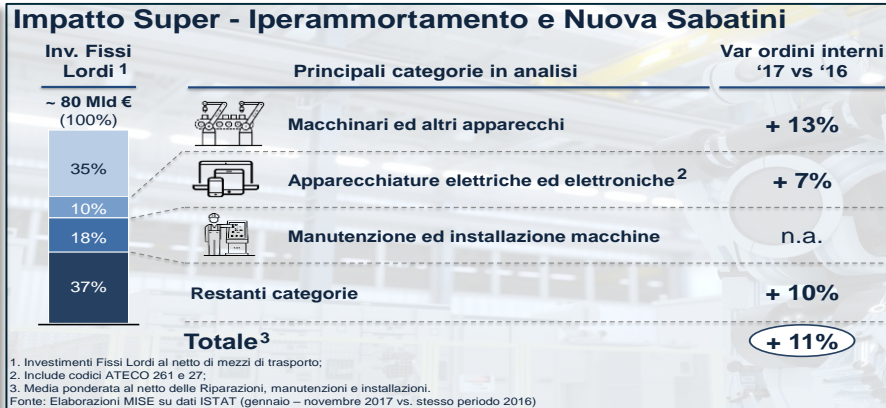 Impatto Super - Iperammortamento e Nuova Sabatini
Inv. Fissi
Lordi 1
Principali categorie in analisi
Var ordini interni
‘17 vs ‘16
~ 80 Mld €
(100%)
35%
Macchinari ed altri apparecchi
+ 13%
10%
Apparecchiature elettriche ed elettroniche2
+ 7%
18%
Manutenzione ed installazione macchine
n.a.
37%
Restanti categorie
+ 10%
Totale3
+ 11%
1. Investimenti Fissi Lordi al netto di mezzi di trasporto;
2. Include codici ATECO 261 e 27;
3. Media ponderata al netto delle Riparazioni, manutenzioni e installazioni.
Fonte: Elaborazioni MISE su dati ISTAT (gennaio – novembre 2017 vs. stesso periodo 2016)